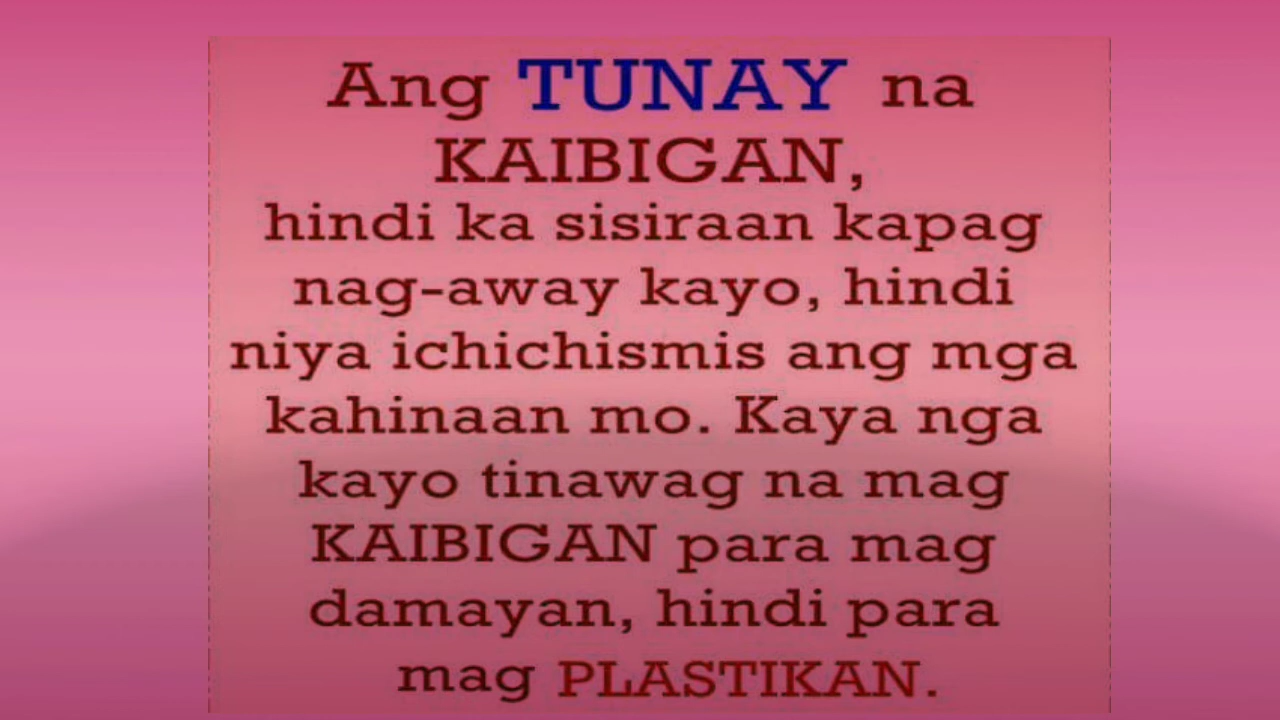 Ang TUNAY na
KAIBIGAN,
hindi ka sisiraan kapag
nag-away kayo, hindi
niya ichichismis ang mga
kahinaan mo. Kaya nga
kayo tinawag na mag
KAIBIGAN para mag
damayan, hindi para
mag PLASTIKAN.